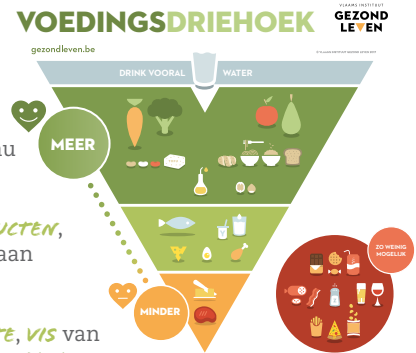 VOEDINGSDRIEHOEK
VLAAMS INSTITUUT
GEZOND
LEVEN
gezondleven.be
DRINK VOORAL WATER
MEER
UCTEN,
aan
ZO WEINIG
MOGELIJK
MINDER
TE, VIS van